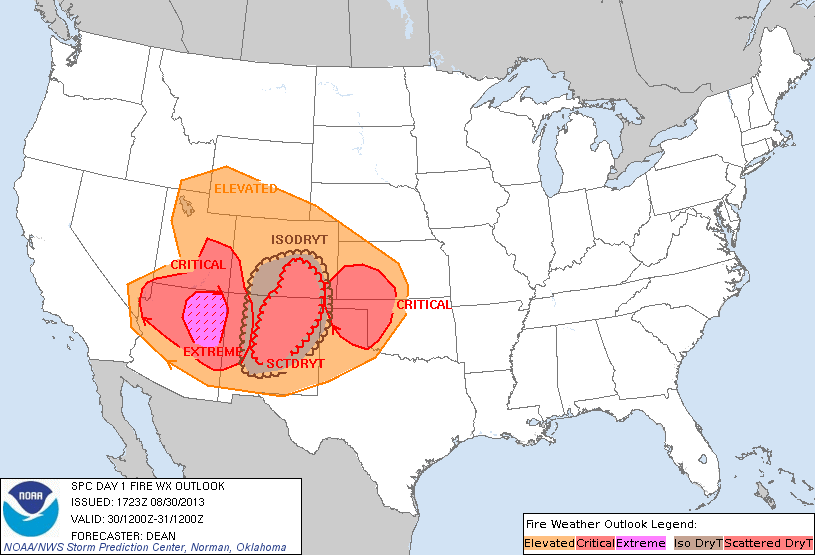 ELEVATED
ISODRYT
CRITICAL
CRITICAL
EXTREME
SCTDRYT
NOAA
SPC DAY 1 FIRE WX OUTLOOK
ISSUED: 1723Z 08/30/2013
VALID: 30/1200Z-31/1200Z
FORECASTER: DEAN
NOAA/NWS Storm Prediction Center, Norman, Oklahoma
Fire Weather Outlook Legend:
Elevated Critical Extreme Iso DryT Scattered DryT